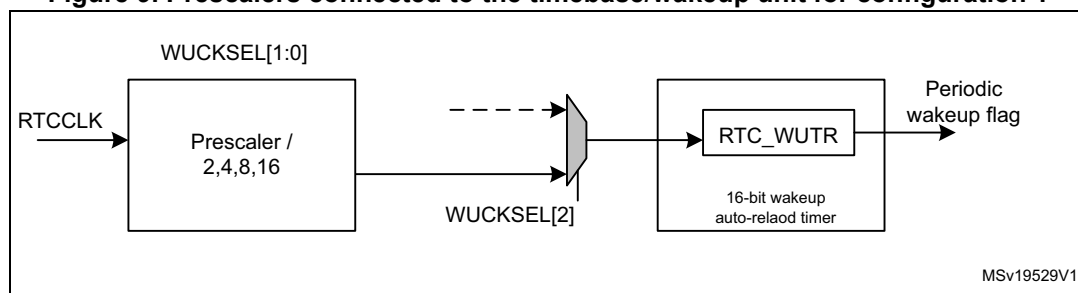 Figure Prescalers connected to the timebase/wakeup unit for configuration 1
WUCKSEL[1:0]
RTCCLK
Prescaler /
2,4,8,16
WUCKSEL[2]
RTC_WUTR
16-bit wakeup
auto-relaod timer
Periodic
wakeup flag
MSv19529V1